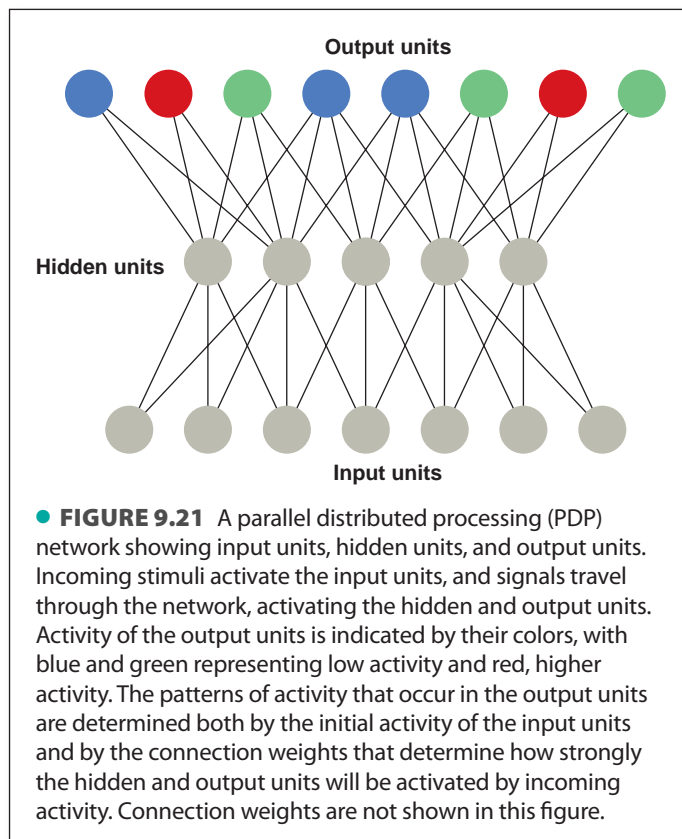 Output units
Hidden units
Input units
● FIGURE 9.21 A parallel distributed processing (PDP)
network showing input units, hidden units, and output units.
Incoming stimuli activate the input units, and signals travel
through the network, activating the hidden and output units.
Activity of the output units is indicated by their colors, with
blue and green representing low activity and red, higher
activity. The patterns of activity that occur in the output units
are determined both by the initial activity of the input units
and by the connection weights that determine how strongly
the hidden and output units will be activated by incoming
activity. Connection weights are not shown in this figure.